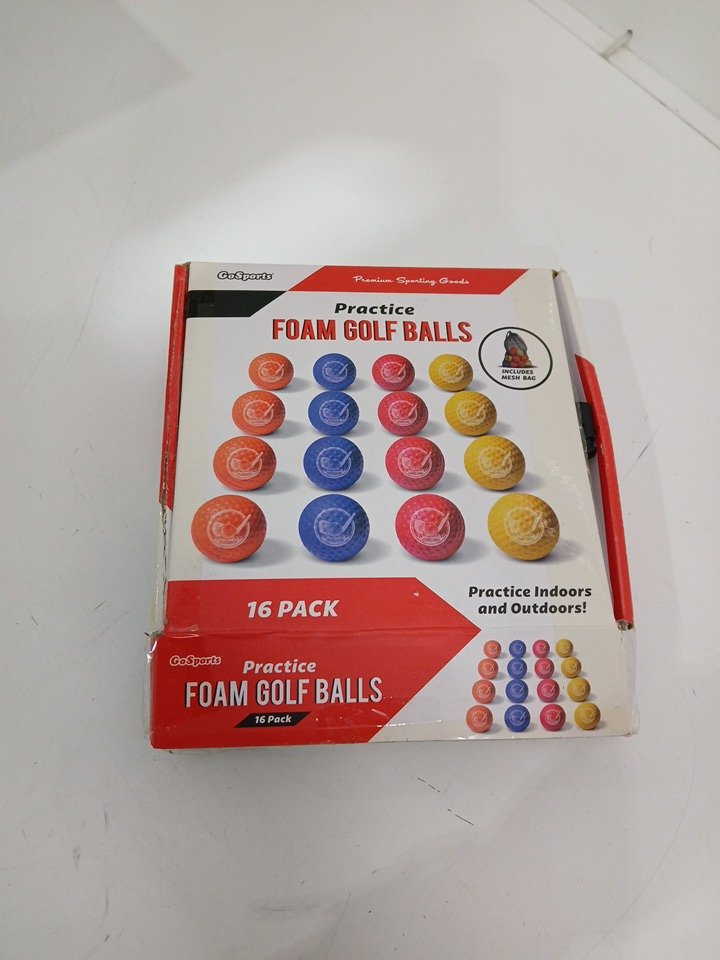 GoSports
Premium Sporting Goods
Practice
FOAM GOLF BALLS
INCLUDES
MESH BAG
16 PACK
Practice Indoors
and Outdoors!
GoSports
Practice
FOAM GOLF BALLS
16 Pack